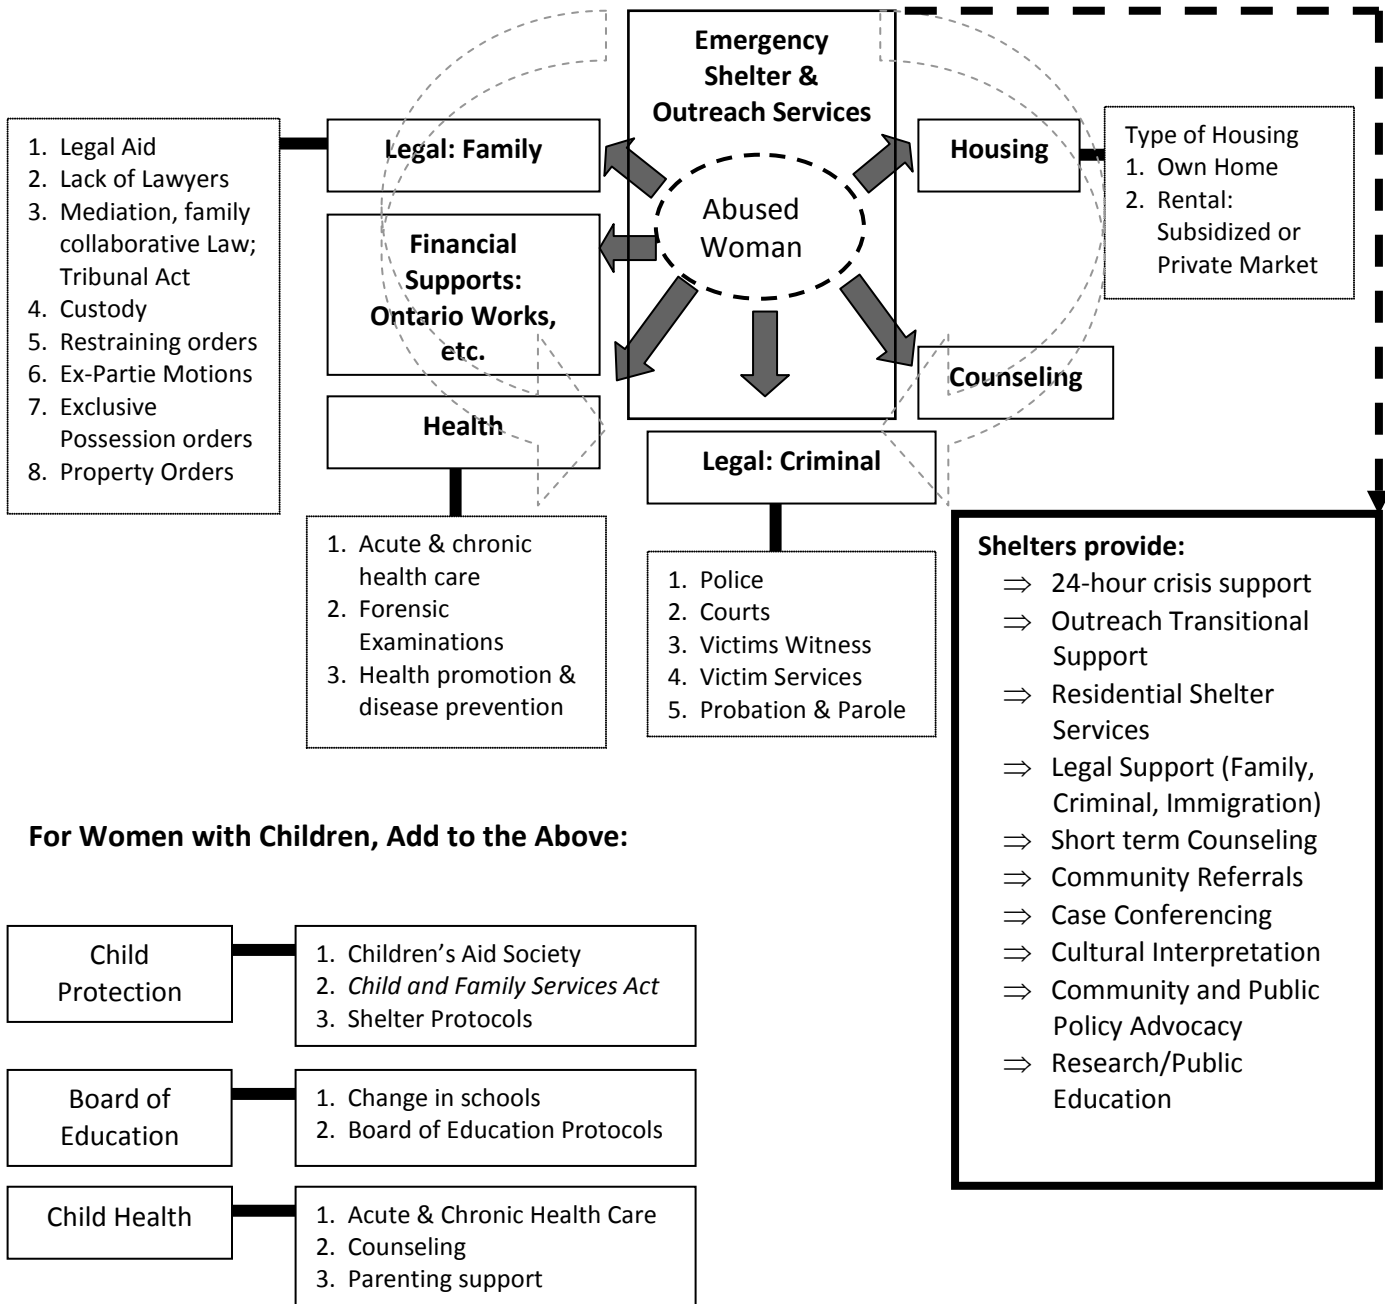 Emergency
Shelter &
Outreach Services
Abused
Woman
Legal: Family
1. Legal Aid
2. Lack of Lawyers
3. Mediation, family
collaborative Law;
Tribunal Act
4. Custody
5. Restraining orders
6. Ex-Partie Motions
7. Exclusive
Possession orders
8. Property Orders
Financial
Supports:
Ontario Works,
etc.
Health
1. Acute & chronic
health care
2. Forensic
Examinations
3. Health promotion &
disease prevention
Legal: Criminal
1. Police
2. Courts
3. Victims Witness
4. Victim Services
5. Probation & Parole
Housing
Type of Housing
1. Own Home
2. Rental:
Subsidized or
Private Market
Counseling
Shelters provide:
⇒ 24-hour crisis support
⇒ Outreach Transitional
Support
⇒ Residential Shelter
Services
⇒ Legal Support (Family,
Criminal, Immigration)
⇒ Short term Counseling
⇒ Community Referrals
⇒ Case Conferencing
⇒ Cultural Interpretation
⇒ Community and Public
Policy Advocacy
⇒ Research/Public
Education
For Women with Children, Add to the Above:
Child
Protection
1. Children’s Aid Society
2. Child and Family Services Act
3. Shelter Protocols
Board of
Education
1. Change in schools
2. Board of Education Protocols
Child Health
1. Acute & Chronic Health Care
2. Counseling
3. Parenting support